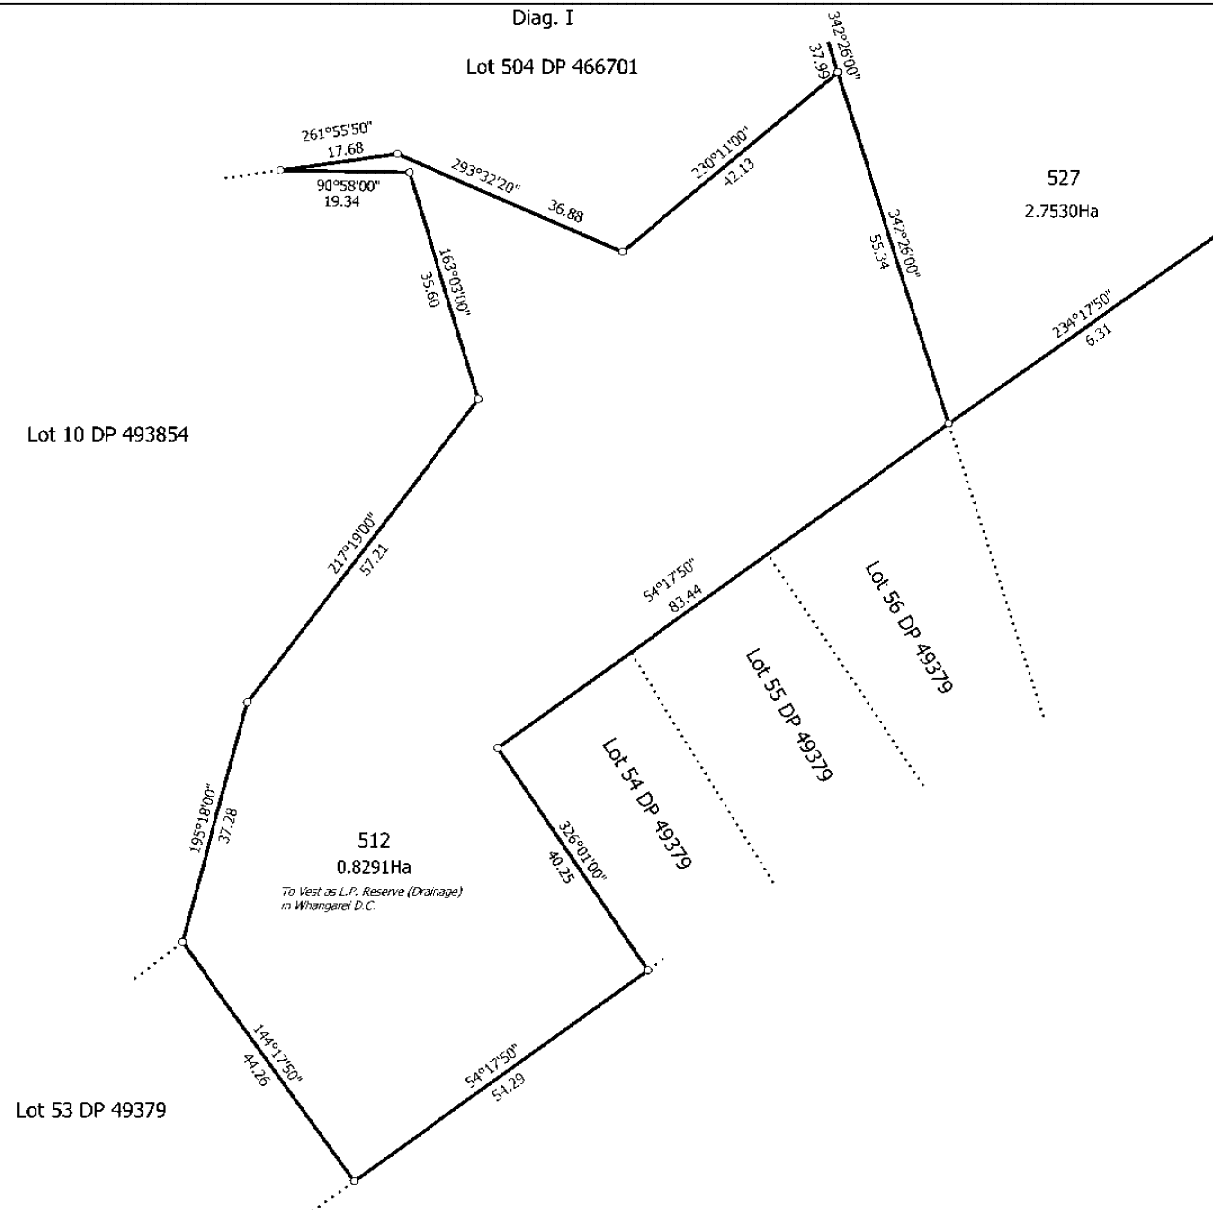 Diag. I
342°26'00"
37.99
Lot 504 DP 466701
261°55'50"
17.68
293°32'20"
36.88
230°11'00"
42.13
90°58'00"
19.34
527
2.7530Ha
163°03'00"
35.60
342°26'00"
55.34
234°17'50"
6.31
Lot 10 DP 493854
217°19'00"
57.21
54°17'50"
83.44
Lot 56 DP 49379
Lot 55 DP 49379
Lot 54 DP 49379
195°18'00"
37.28
512
0.8291Ha
To Vest as L.P. Reserve (Drainage)
in Whangarei D.C.
326°01'00"
40.25
144°17'50"
44.26
54°17'50"
54.29
Lot 53 DP 49379